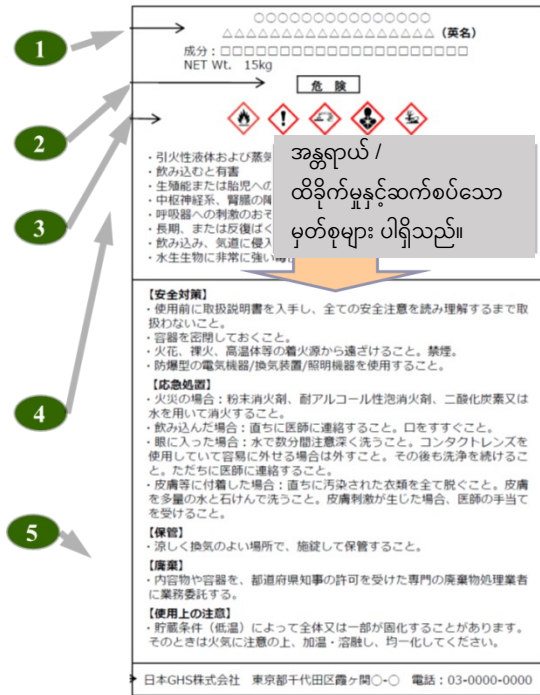 ○○○○○○○○○○○○○○○
△△△△△△△△△△△△△△△△△ (英名)
成分：□□□□□□□□□□□□□□□□□□□□□
NET Wt. 15kg
危 険
・引火性液体および蒸気
・飲み込むと有害
・生殖能または胎児への
・中枢神経系、腎臓の障
・呼吸器への刺激のおそ
・長期、または反復ばく
・飲み込み、気道に侵入
・水生生物に非常に強い毒性
အန္တရာယ် /
ထိခိုက်မှုနှင့်ဆက်စပ်သော
မှတ်စုများ ပါရှိသည်။
【安全対策】
・使用前に取扱説明書を入手し、全ての安全注意を読み理解するまで取
扱わないこと。
・容器を密閉しておくこと。
・火花、裸火、高温体等の着火源から遠ざけること。禁煙。
・防爆型の電気機器/換気装置/照明機器を使用すること。
【応急処置】
・火災の場合：粉末消火剤、耐アルコール性泡消火剤、二酸化炭素又は
水を用いて消火すること。
・飲み込んだ場合：直ちに医師に連絡すること。口をすすぐこと。
・眼に入った場合：水で数分間注意深く洗うこと。コンタクトレンズを
使用していて容易に外せる場合は外すこと。その後も洗浄を続けるこ
と。ただちに医師に連絡すること。
・皮膚等に付着した場合：直ちに汚染された衣類を全て脱ぐこと。皮膚
を多量の水と石けんで洗うこと。皮膚刺激が生じた場合、医師の手当て
を受けること。
【保管】
・涼しく換気のよい場所で、施錠して保管すること。
【廃棄】
・内容物や容器を、都道府県知事の許可を受けた専門の廃棄物処理業者
に業務委託する。
【使用上の注意】
・貯蔵条件（低温）によって全体又は一部が固化することがあります。
そのときは火気に注意の上、加温・溶融し、均一化してください。
日本GHS株式会社 東京都千代田区霞ヶ関○-○ 電話：03-0000-0000
1
2
3
4
5